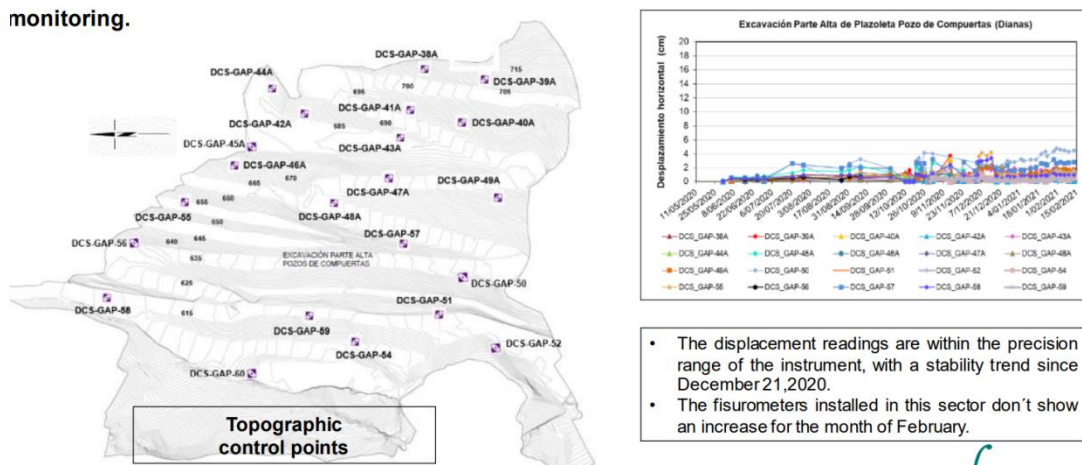 monitoring.
DCS-GAP-38A
DCS-GAP-44A
715
DCS-GAP-39A
700
705
695
DCS-GAP-41A
DCS-GAP-42A
690
685
DCS-GAP-40A
DCS-GAP-43A
DCS-GAP-45A
DCS-GAP-46A
670
665
DCS-GAP-47A
DCS-GAP-49A
660
655
DCS-GAP-55
DCS-GAP-48A
650
DCS-GAP-56
640
645
635
DCS-GAP-57
EXCAVACIÓN PARTE ALTA
POZOS DE COMPUERTAS
DCS-GAP-50
625
DCS-GAP-58
615
DCS-GAP-51
DCS-GAP-59
DCS-GAP-54
DCS-GAP-52
DCS-GAP-60
Topographic
control points
Excavación Parte Alta de Plazoleta Pozo de Compuertas (Dianas)
Desplazamiento horizontal (cm)
20
18
16
14
12
10
8
6
4
2
0
11/05/2020
25/05/2020
8/06/2020
22/06/2020
6/07/2020
20/07/2020
3/08/2020
17/08/2020
31/08/2020
14/09/2020
28/09/2020
12/10/2020
26/10/2020
9/11/2020
23/11/2020
7/12/2020
21/12/2020
4/01/2021
18/01/2021
1/02/2021
15/02/2021
DCS_GAP-38A DCS_GAP-39A DCS_GAP-40A DCS_GAP-42A DCS_GAP-43A
DCS_GAP-44A DCS_GAP-47A DCS_GAP-48A
DCS_GAP-50 DCS_GAP-51 DCS_GAP-52 DCS_GAP-54
DCS_GAP-55 DCS_GAP-56 DCS_GAP-57 DCS_GAP-58 DCS_GAP-59
• The displacement readings are within the precision
range of the instrument, with a stability trend since
December 21,2020.
• The fisurometers installed in this sector don´t show
an increase for the month of February.